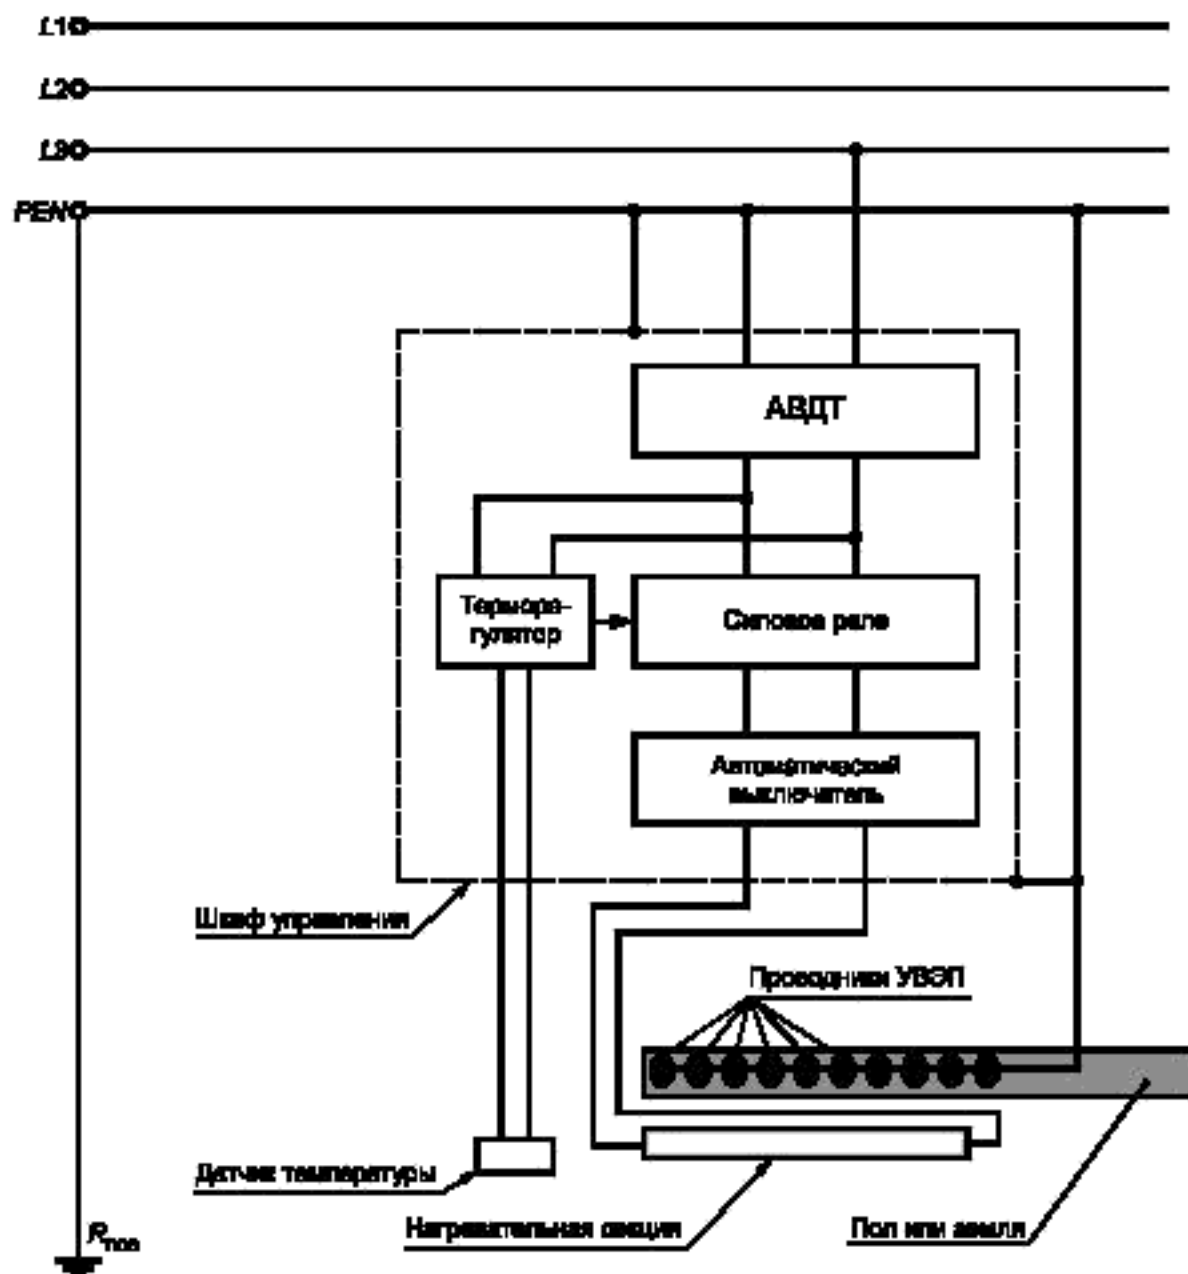 L1
L2
L3
PEN
АВДТ
Терморе-
гулятор
Силовое реле
Автоматический
выключатель
Шкаф управления
Проводники УВЭП
Датчик температуры
Нагревательная секция
Пол или земля
Rпов